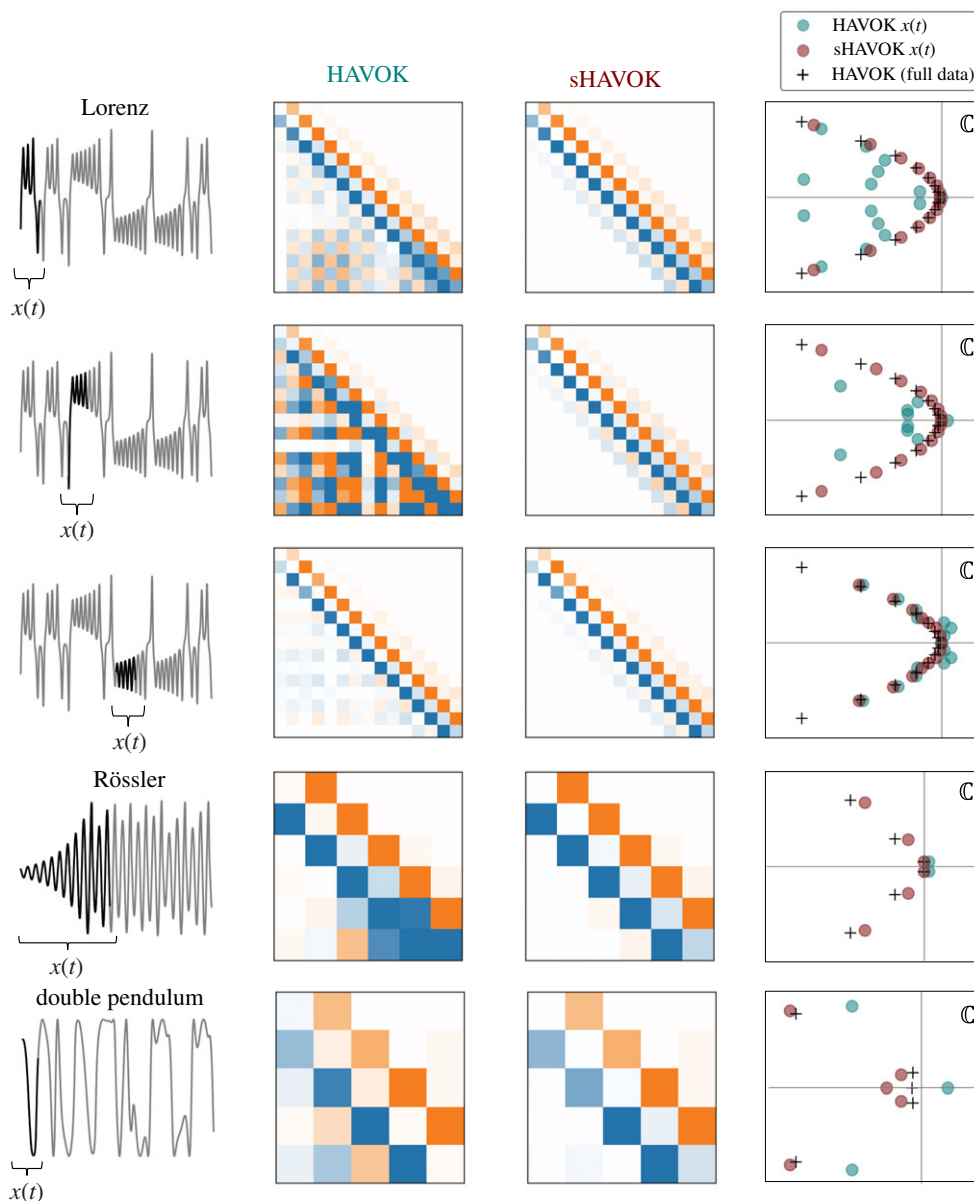 HAVOK x(t)
sHAVOK x(t)
HAVOK (full data)
HAVOK
sHAVOK
Lorenz
ℂ
x(t)
ℂ
x(t)
ℂ
x(t)
Rössler
ℂ
x(t)
double pendulum
ℂ
x(t)